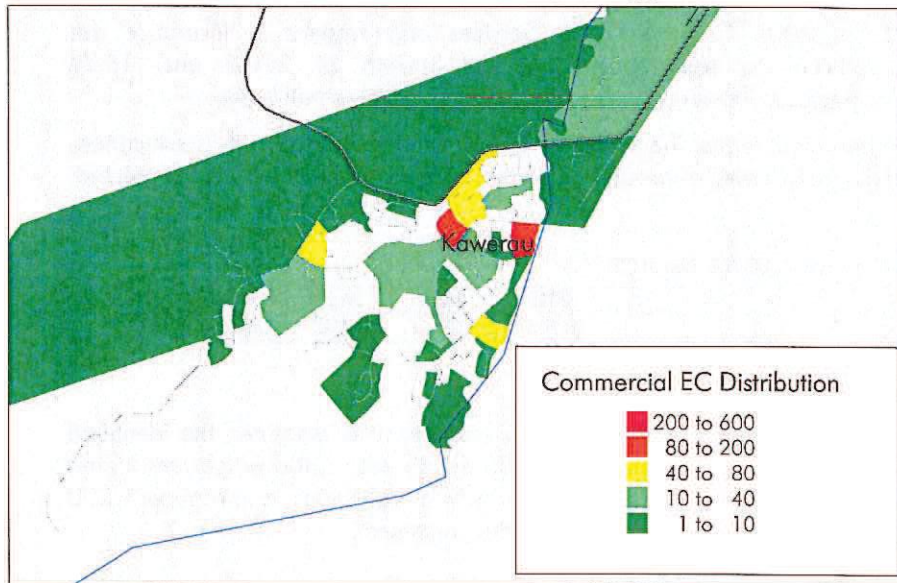 Kawerau
Commercial EC Distribution
200 to 600
80 to 200
40 to 80
10 to 40
1 to 10